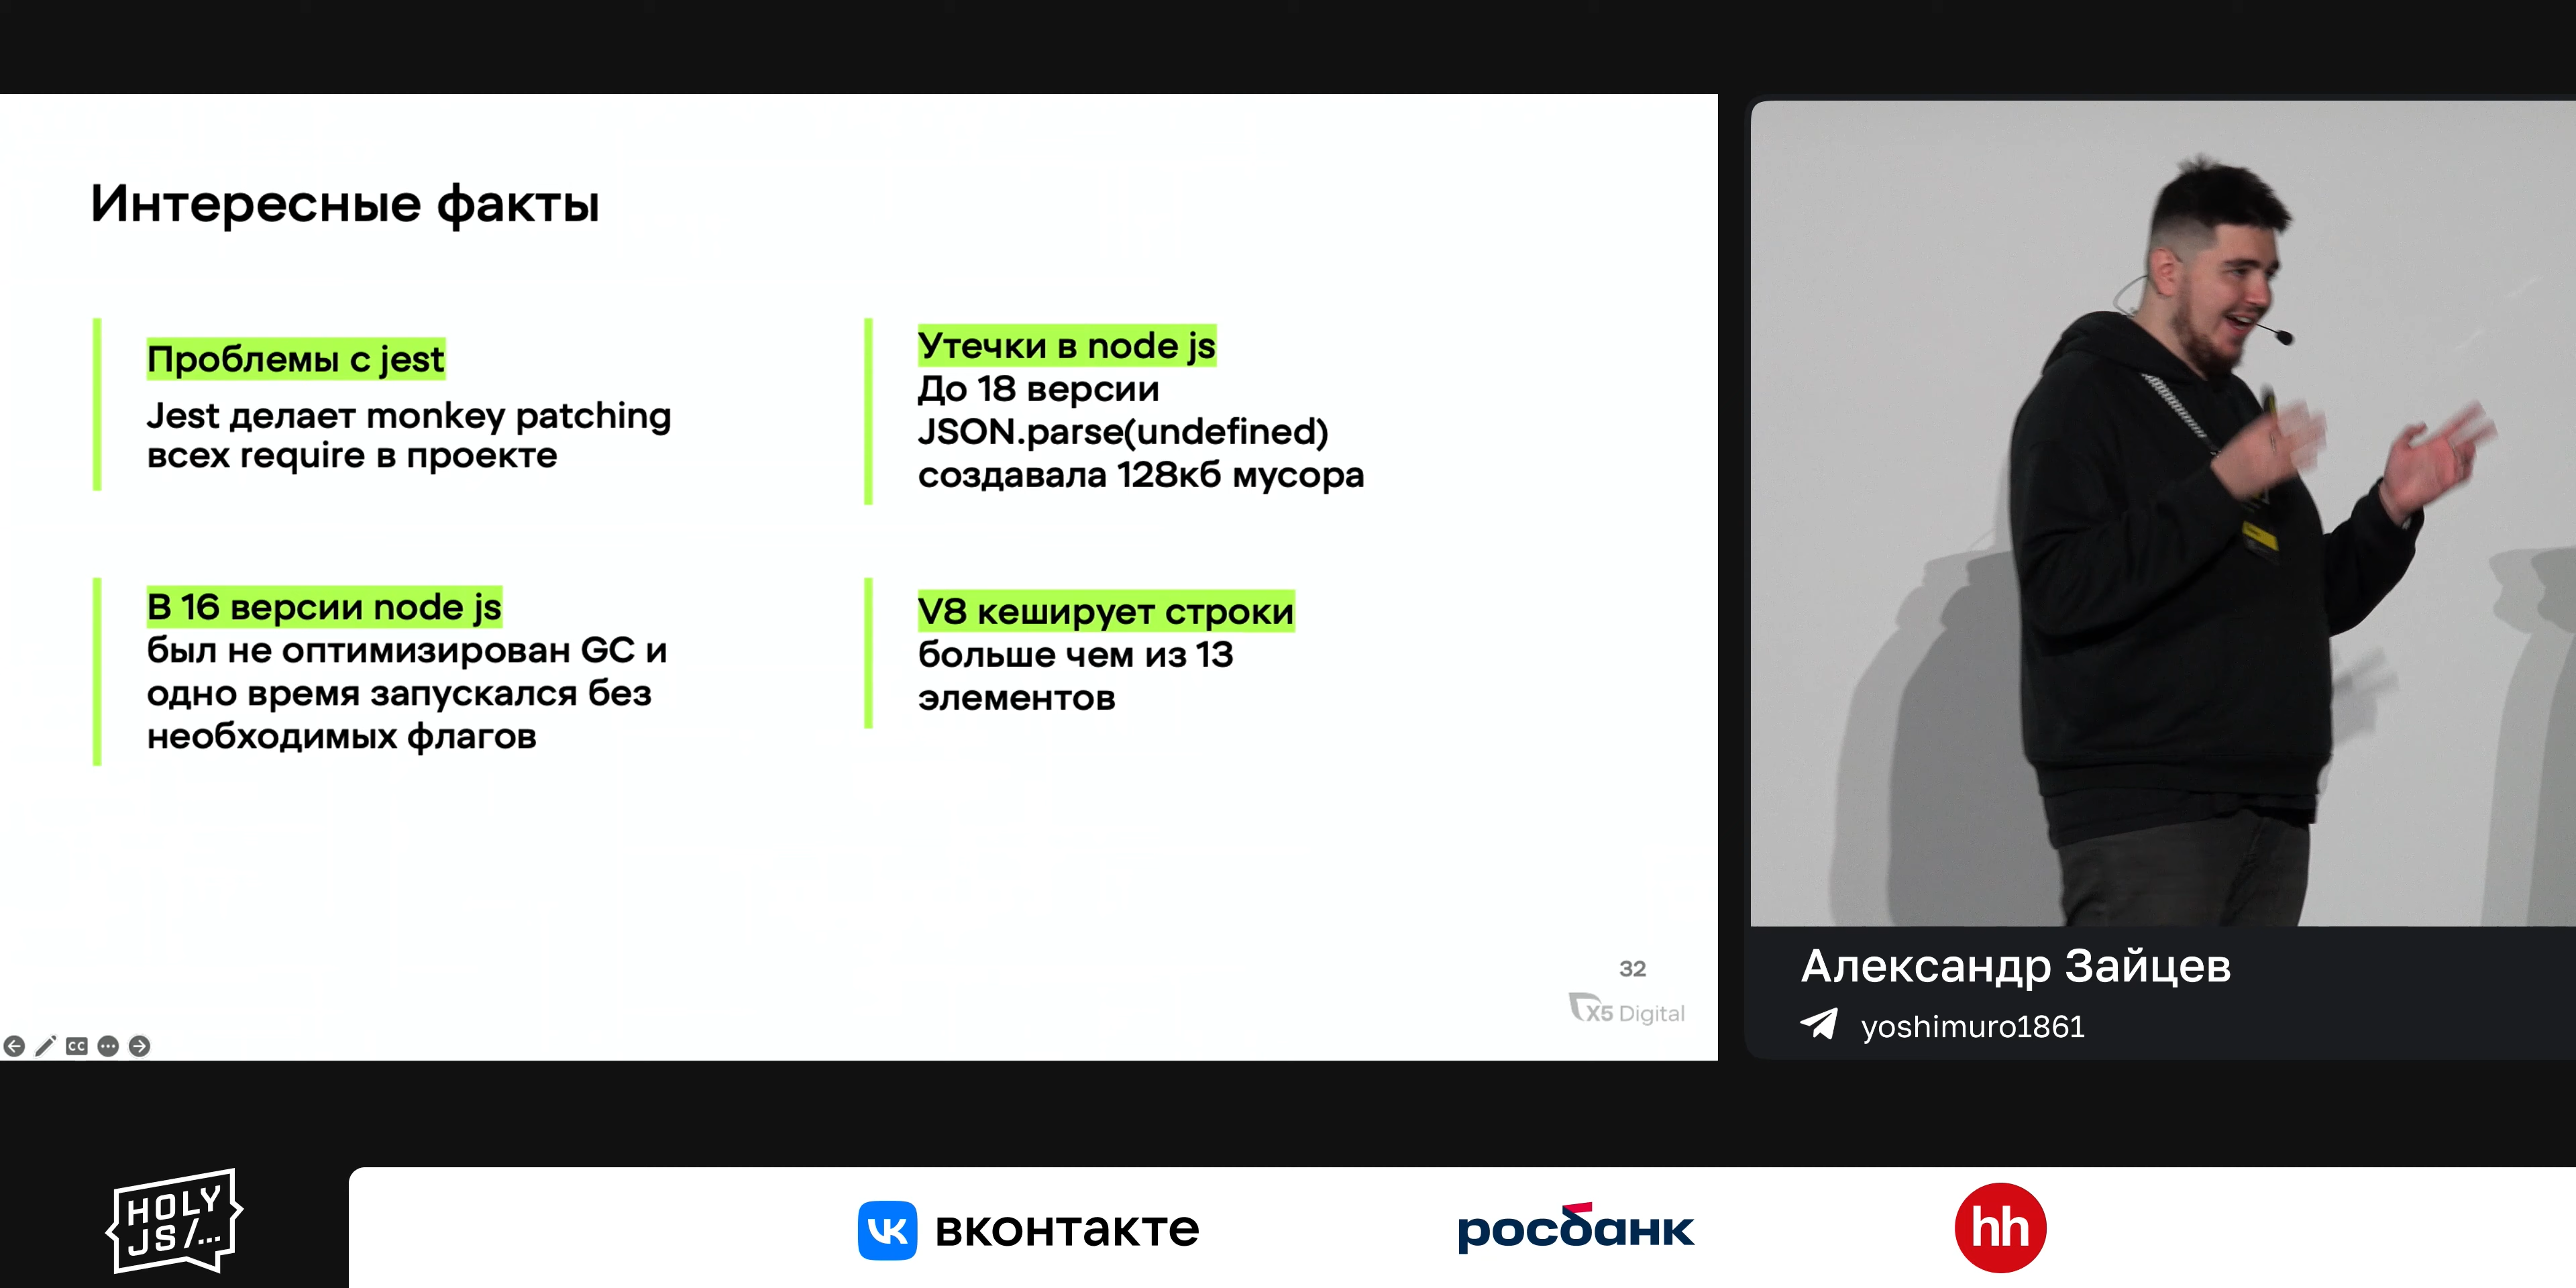 Интересные факты
Проблемы с jest
Jest делает monkey patching
всех require в проекте
Утечки в node js
До 18 версии
JSON.parse(undefined)
создавала 128кб мусора
В 16 версии node js
был не оптимизирован GC и
одно время запускался без
необходимых флагов
V8 кеширует строки
больше чем из 13
элементов
32
X5 Digital
CC
Александр Зайцев
yoshimuro1861
HOLY
JS/...
VK вконтакте
росбанк
hh